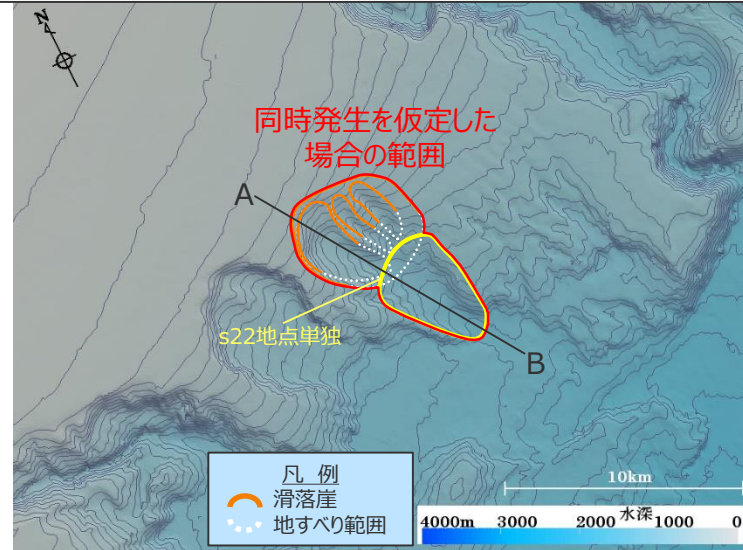 N
同時発生を仮定した
場合の範囲
A
s22地点単独
B
凡 例
滑落崖
地すべり範囲
10km
水深
4000m 3000 2000 1000 0